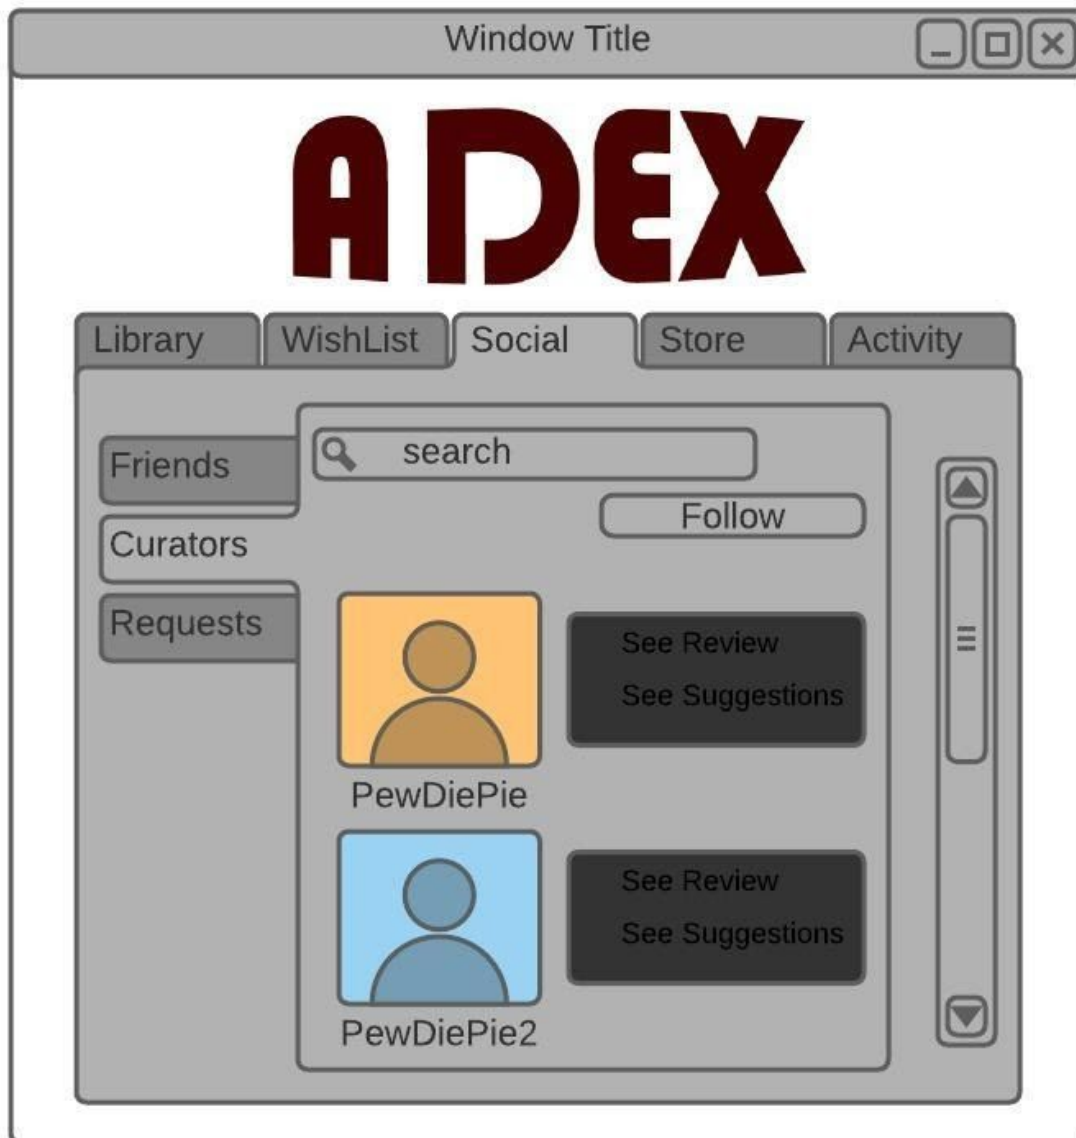 Window Title
ADEX
Library WishList Social Store Activity
search
Friends
Follow
Curators
Requests
See Review
See Suggestions
PewDiePie
See Review
See Suggestions
PewDiePie2